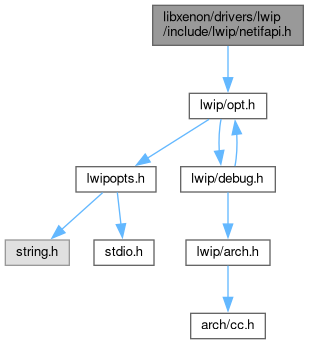 libxenon/drivers/lwip
/include/lwip/netifapi.h
lwip/opt.h
lwipopts.h
lwip/debug.h
string.h
stdio.h
lwip/arch.h
arch/cc.h